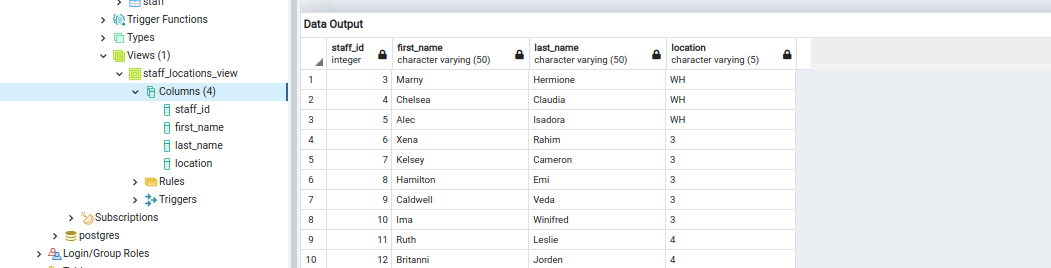 staff
Trigger Functions
Types
Views (1)
staff_locations_view
Columns (4)
staff_id
first_name
last_name
location
Rules
Triggers
Subscriptions
postgres
Login/Group Roles
Data Output
staff_id first_name last_name location
integer character varying (50) character varying (50) character varying (5)
1 3 Marny Hermione WH
2 4 Chelsea Claudia WH
3 5 Alec Isadora WH
4 6 Xena Rahim 3
5 7 Kelsey Cameron 3
6 8 Hamilton Emi 3
7 9 Caldwell Veda 3
8 10 Ima Winifred 3
9 11 Ruth Leslie 4
10 12 Britanni Jorden 4